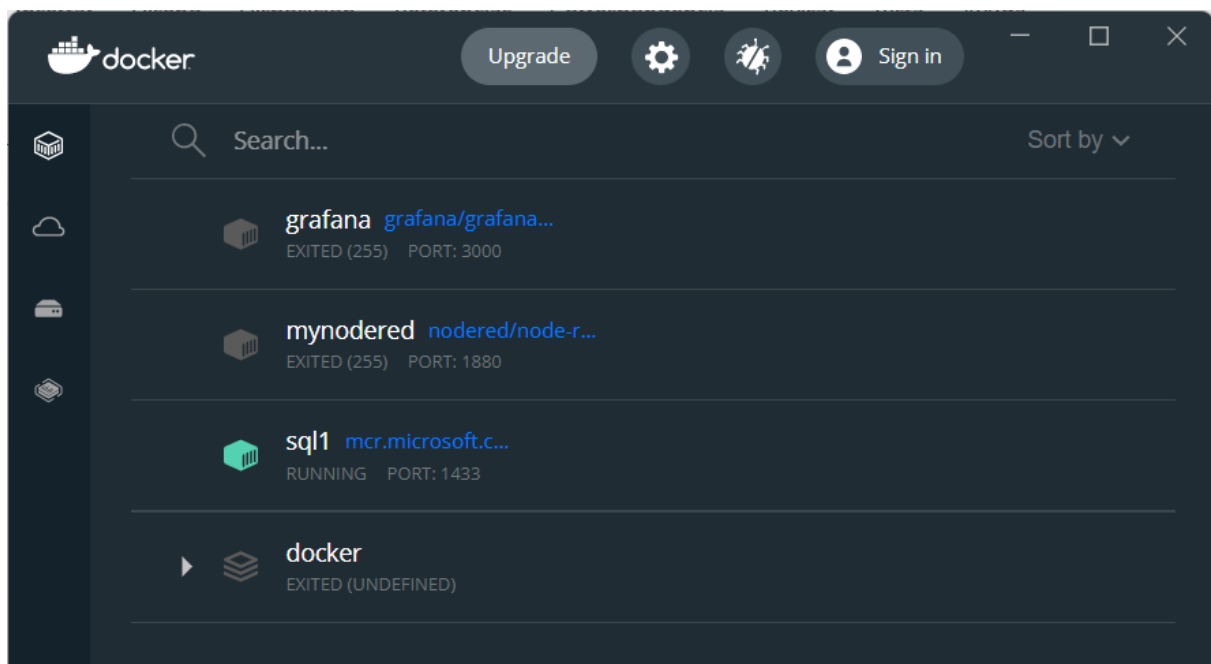 docker
Upgrade
Sign in
Search...
Sort by
grafana grafana/grafana...
EXITED (255) PORT: 3000
mynodered nodered/node-r...
EXITED (255) PORT: 1880
sql1 mcr.microsoft.c...
RUNNING PORT: 1433
docker
EXITED (UNDEFINED)